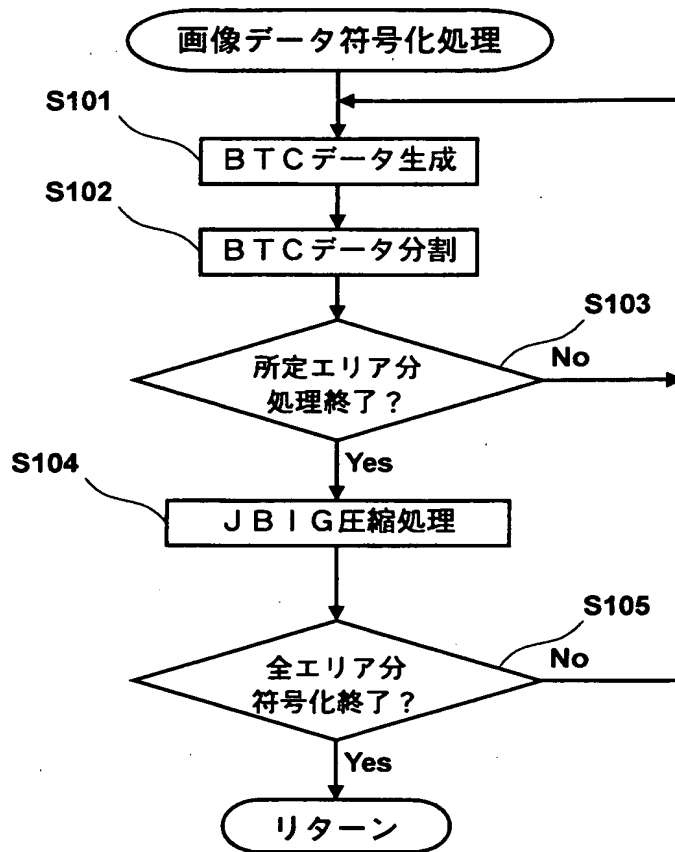 画像データ符号化処理
S101
ＢＴＣデータ生成
S102
ＢＴＣデータ分割
S103
所定エリア分
処理終了？
No
Yes
S104
ＪＢＩＧ圧縮処理
S105
全エリア分
符号化終了？
No
Yes
リターン